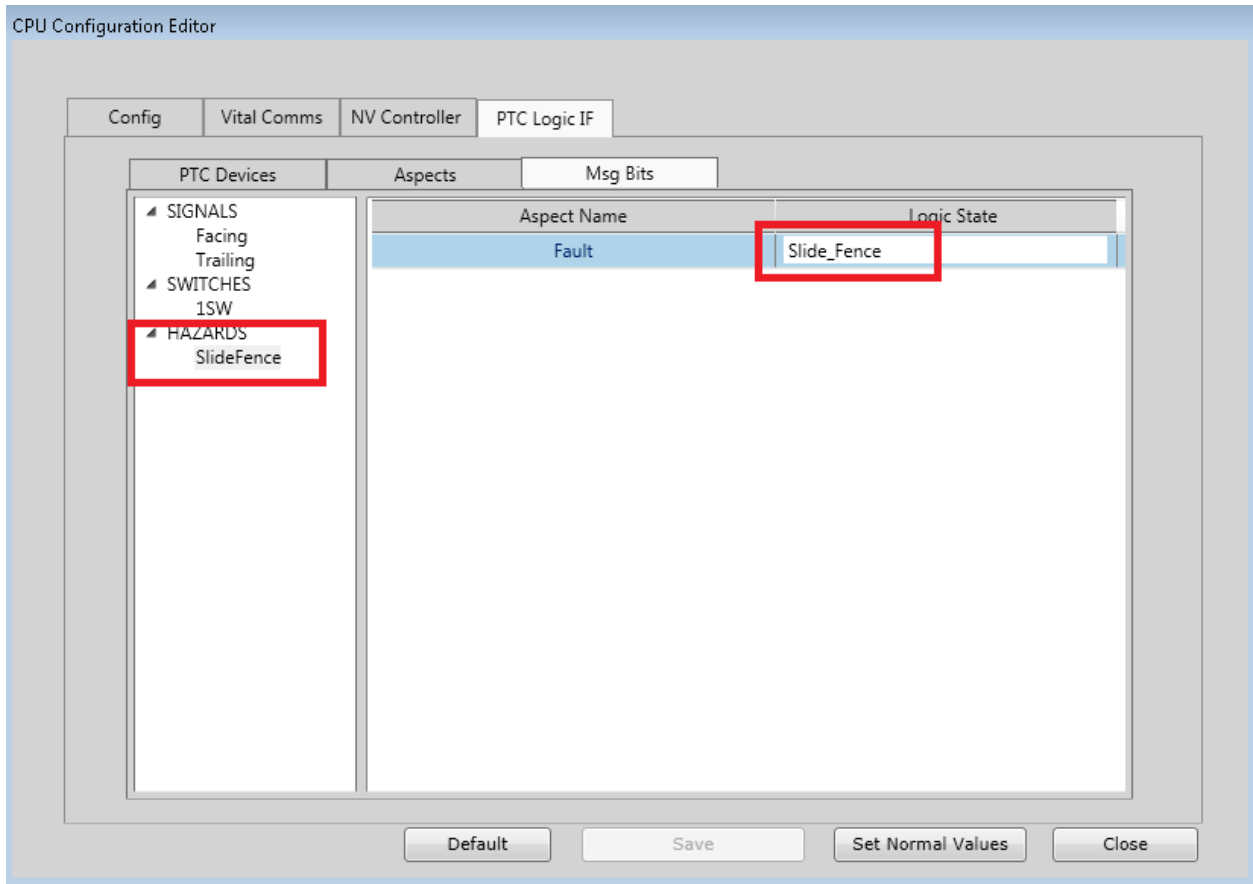 CPU Configuration Editor
Config Vital Comms NV Controller PTC Logic IF
PTC Devices Aspects Msg Bits
SIGNALS
Facing
Trailing
SWITCHES
1SW
HAZARDS
SlideFence
Aspect Name Logic State
Fault Slide_Fence
Default Save Set Normal Values Close